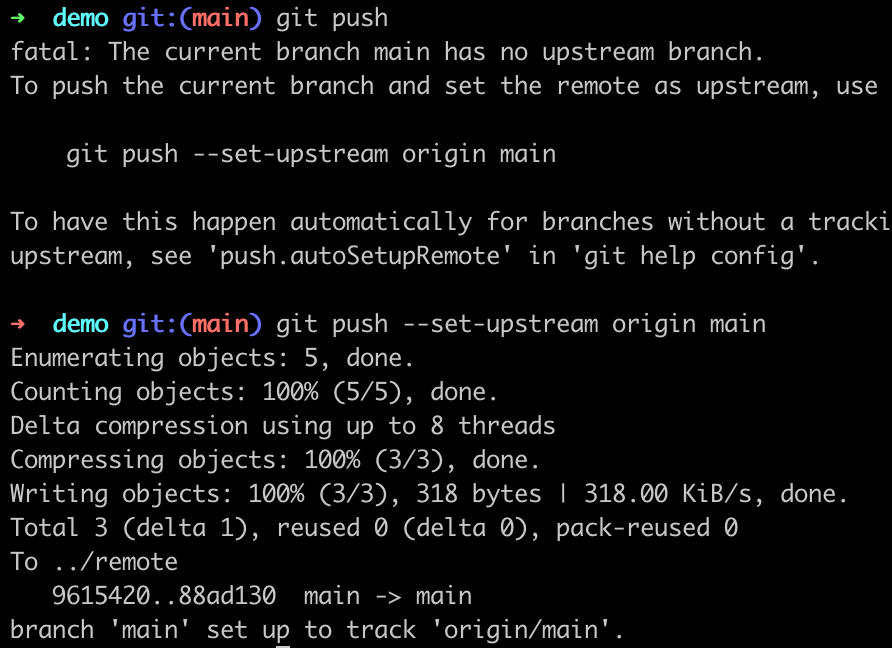 ➜  demo git:(main) git push
fatal: The current branch main has no upstream branch.
To push the current branch and set the remote as upstream, use

    git push --set-upstream origin main

To have this happen automatically for branches without a tracki
upstream, see 'push.autoSetupRemote' in 'git help config'.

➜  demo git:(main) git push --set-upstream origin main
Enumerating objects: 5, done.
Counting objects: 100% (5/5), done.
Delta compression using up to 8 threads
Compressing objects: 100% (3/3), done.
Writing objects: 100% (3/3), 318 bytes | 318.00 KiB/s, done.
Total 3 (delta 1), reused 0 (delta 0), pack-reused 0
To ../remote
   9615420..88ad130  main -> main
branch 'main' set up to track 'origin/main'.